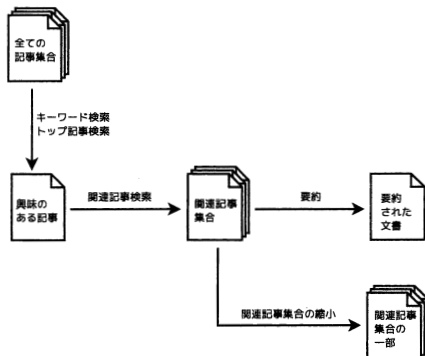 全ての
記事集合
キーワード検索
トップ記事検索
興味の
ある記事
関連記事検索
関連記事
集合
要約
要約
された
文書
関連記事集合の縮小
関連記事
集合の
一部